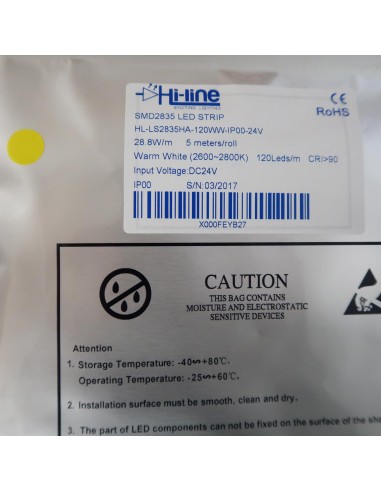 Hi-line
CE
RoHS
SMD2835 LED STRIP
HL-LS2835HA-120WW-IP00-24V
28.8W/m 5 meters/roll
Warm White (2600~2800K) 120Leds/m CRI>90
Input Voltage:DC24V
IP00 S/N:03/2017
X000FEYB27
CAUTION
THIS BAG CONTAINS
MOISTURE AND ELECTROSTATIC
SENSITIVE DEVICES
Attention
1. Storage Temperature: -40∽+80℃.
Operating Temperature: -25∽+60℃.
2. Installation surface must be smooth, clean and dry.
3. The part of LED components can not be fixed on the surface of the